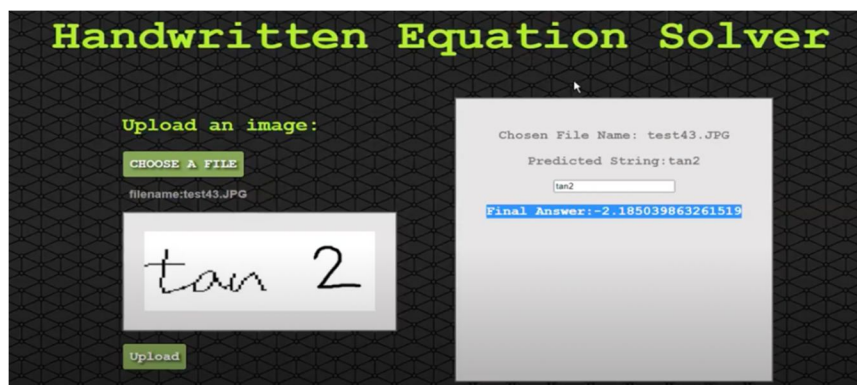 Handwritten Equation Solver
Upload an image:
CHOOSE A FILE
filename:test43.JPG
tan 2
Upload
Chosen File Name: test43.JPG
Predicted String:tan2
tan2
Final Answer:-2.185039863261519